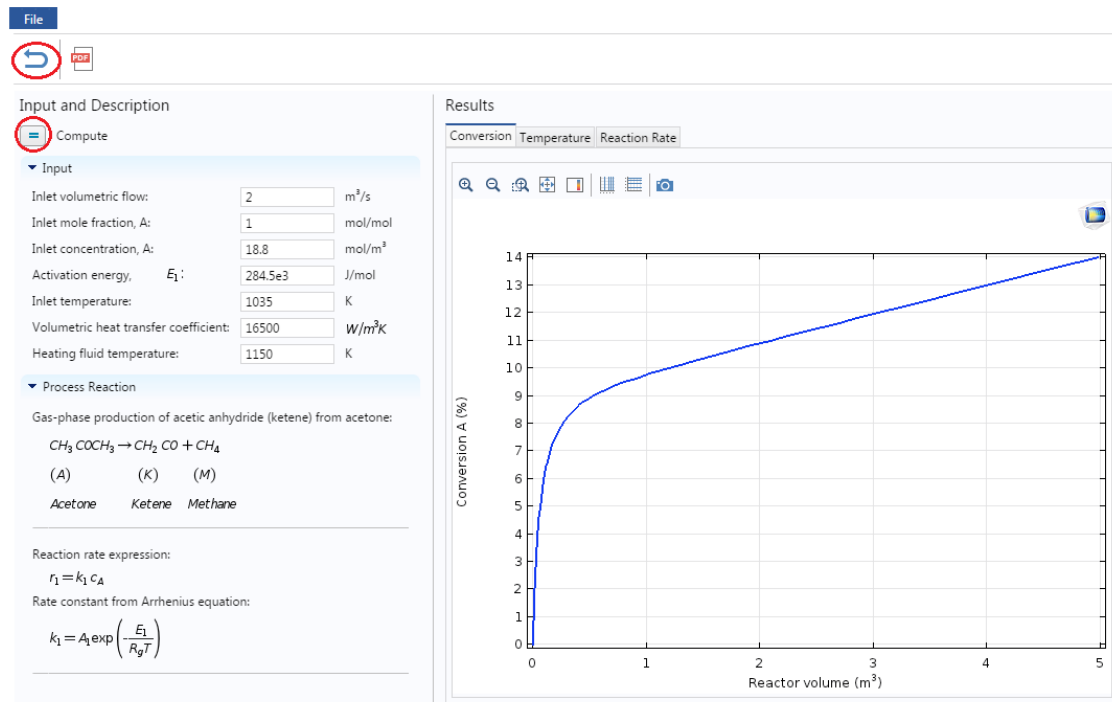 File
PDF
Input and Description
= Compute
Input
Inlet volumetric flow: 2 m³/s
Inlet mole fraction, A: 1 mol/mol
Inlet concentration, A: 18.8 mol/m³
Activation energy, E₁: 284.5e3 J/mol
Inlet temperature: 1035 K
Volumetric heat transfer coefficient: 16500 W/m³K
Heating fluid temperature: 1150 K
Process Reaction
Gas-phase production of acetic anhydride (ketene) from acetone:
CH₃ COCH₃ → CH₂ CO + CH₄
(A) (K) (M)
Acetone Ketene Methane
Reaction rate expression:
r₁ = k₁ c_A
Rate constant from Arrhenius equation:
k₁ = A₁ exp(-E₁/R_gT)
Results
Conversion Temperature Reaction Rate
Conversion A (%)
14
13
12
11
10
9
8
7
6
5
4
3
2
1
0
0 1 2 3 4 5
Reactor volume (m³)